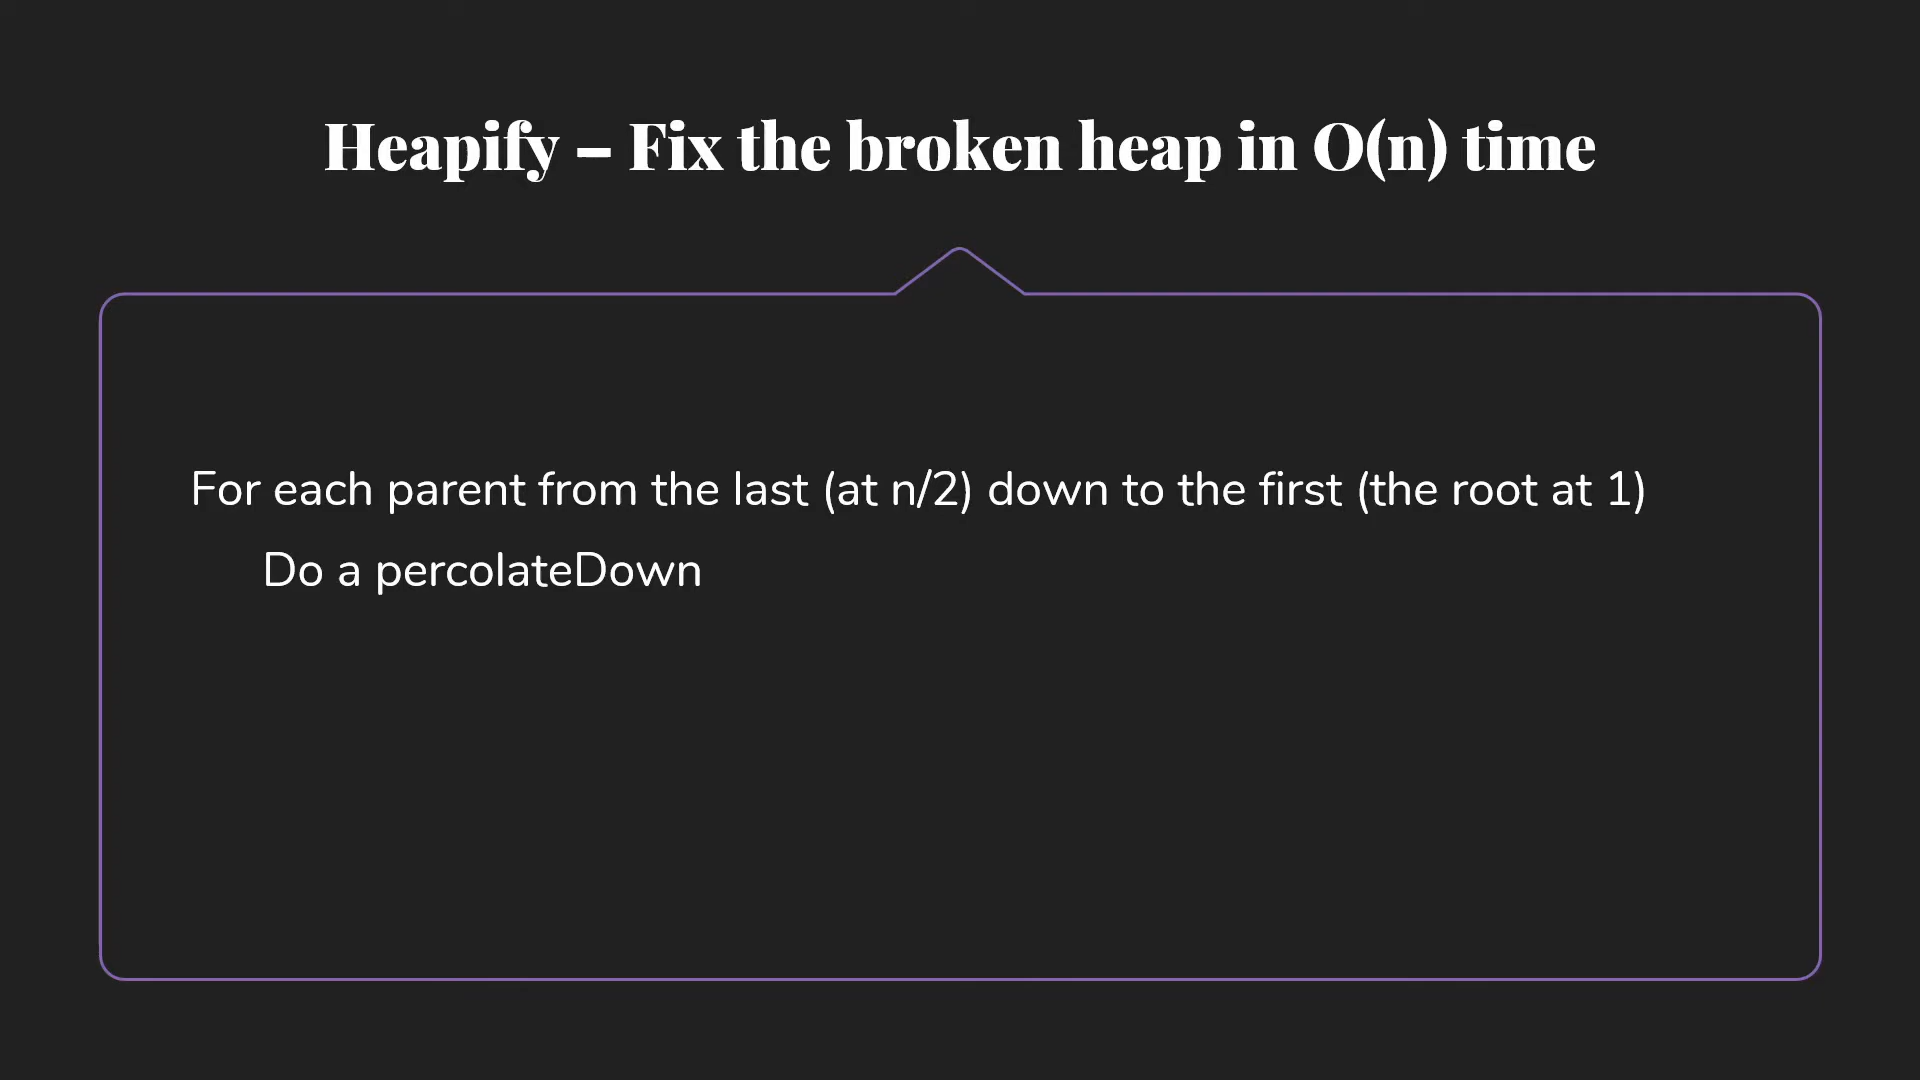 Heapify – Fix the broken heap in O(n) time
For each parent from the last (at n/2) down to the first (the root at 1)
Do a percolateDown